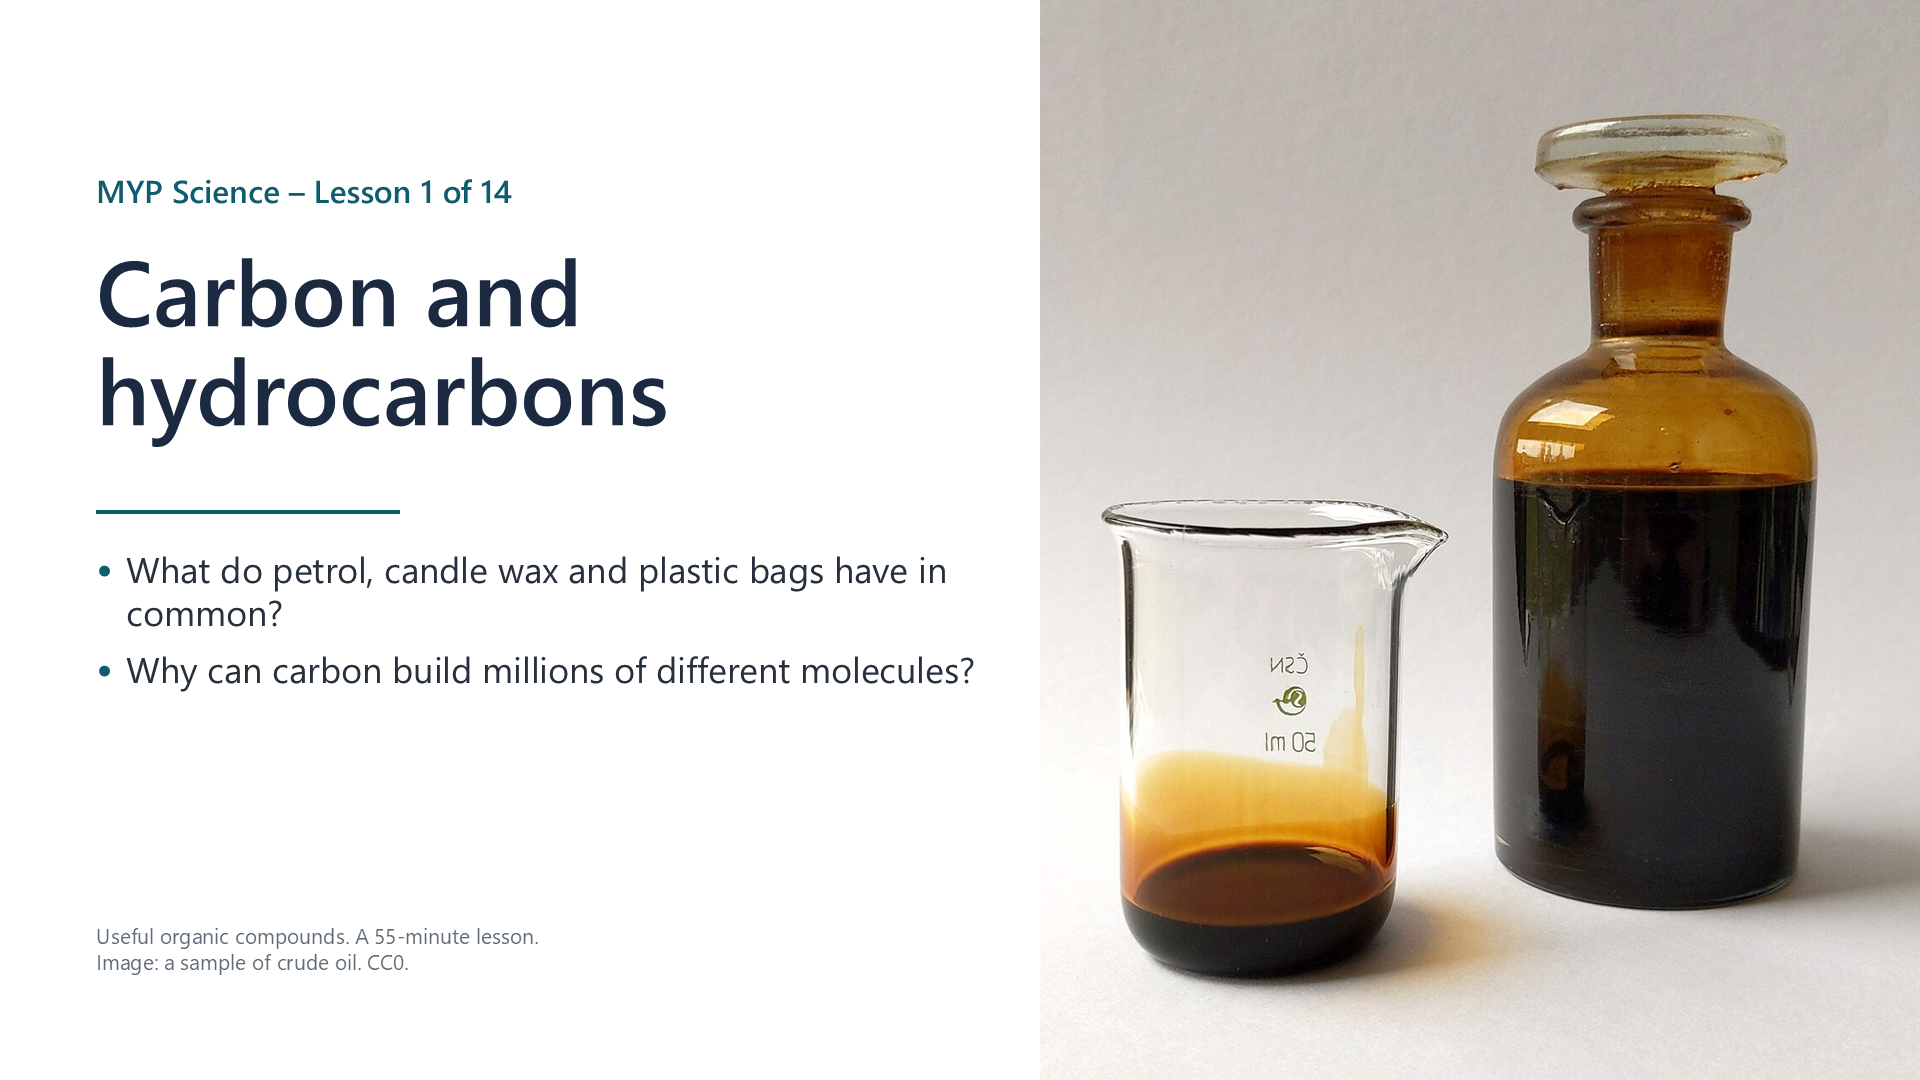 MYP Science – Lesson 1 of 14
Carbon and
hydrocarbons
• What do petrol, candle wax and plastic bags have in
common?
• Why can carbon build millions of different molecules?
Useful organic compounds. A 55-minute lesson.
Image: a sample of crude oil. CC0.
ČSN
50 ml